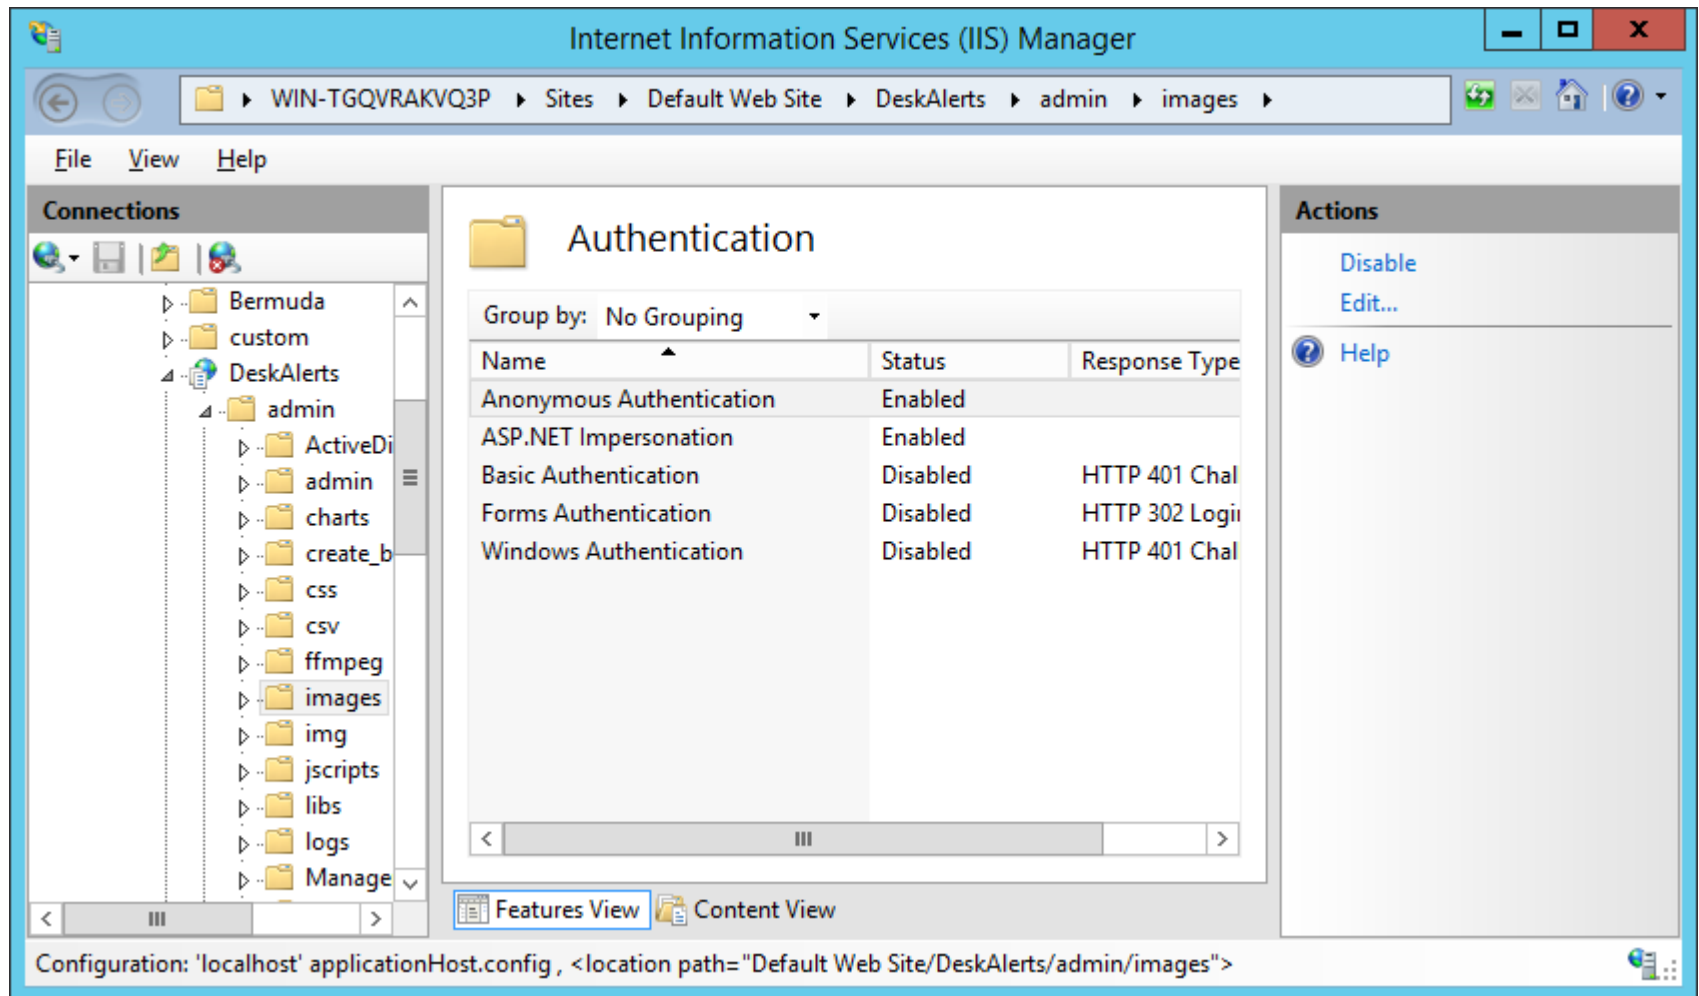 Internet Information Services (IIS) Manager
WIN-TGQVRAKVQ3P Sites Default Web Site DeskAlerts admin images
File View Help
Connections
Bermuda
custom
DeskAlerts
admin
ActiveDi
admin
charts
create_b
css
csv
ffmpeg
images
img
jscripts
libs
logs
Manage
Authentication
Group by: No Grouping
Name Status Response Type
Anonymous Authentication Enabled
ASP.NET Impersonation Enabled
Basic Authentication Disabled HTTP 401 Chal
Forms Authentication Disabled HTTP 302 Logi
Windows Authentication Disabled HTTP 401 Chal
Features View Content View
Actions
Disable
Edit...
Help
Configuration: 'localhost' applicationHost.config , <location path="Default Web Site/DeskAlerts/admin/images">